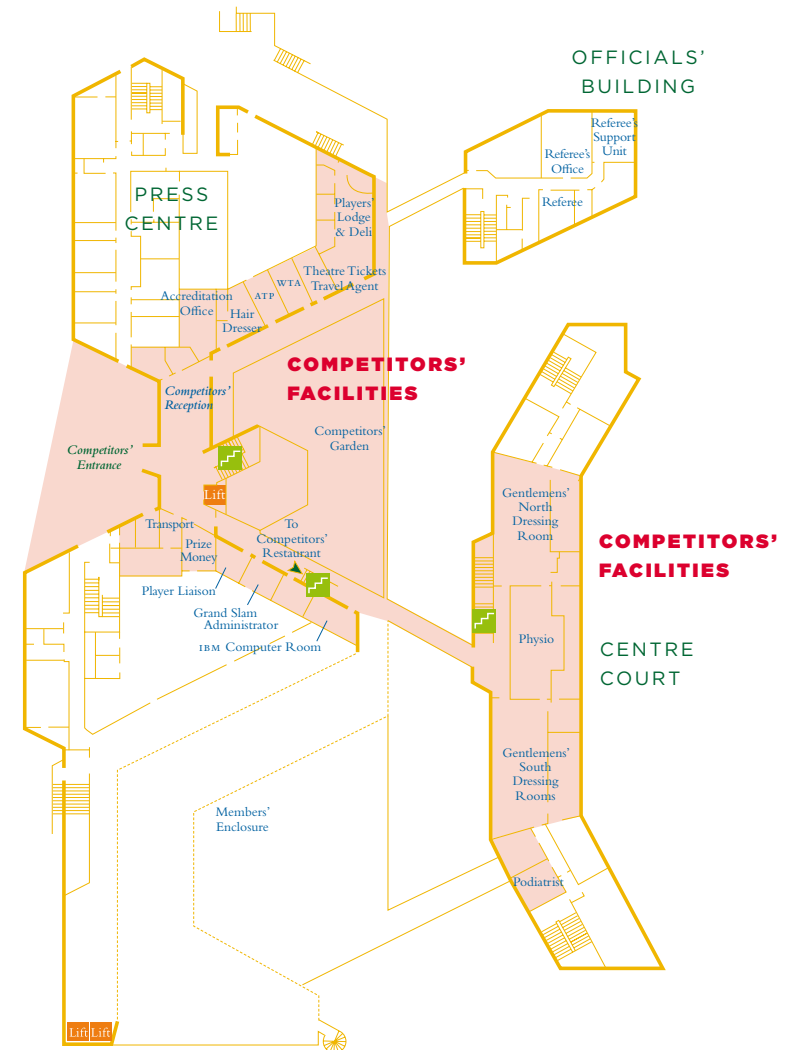 OFFICIALS’
BUILDING
Referee’s
Support
Unit
Referee’s
Office
Referee
PRESS
CENTRE
Players’
Lodge
& Deli
Theatre Tickets
Travel Agent
WTA
ATP
Accreditation
Office
Hair
Dresser
COMPETITORS’
FACILITIES
Competitors’
Reception
Competitors’
Garden
Competitors’
Entrance
Lift
Transport
To
Competitors’
Restaurant
Prize
Money
Player Liaison
Grand Slam
Administrator
IBM Computer Room
Gentlemens’
North
Dressing
Room
COMPETITORS’
FACILITIES
Physio
CENTRE
COURT
Gentlemens’
South
Dressing
Rooms
Members’
Enclosure
Podiatrist
Lift Lift